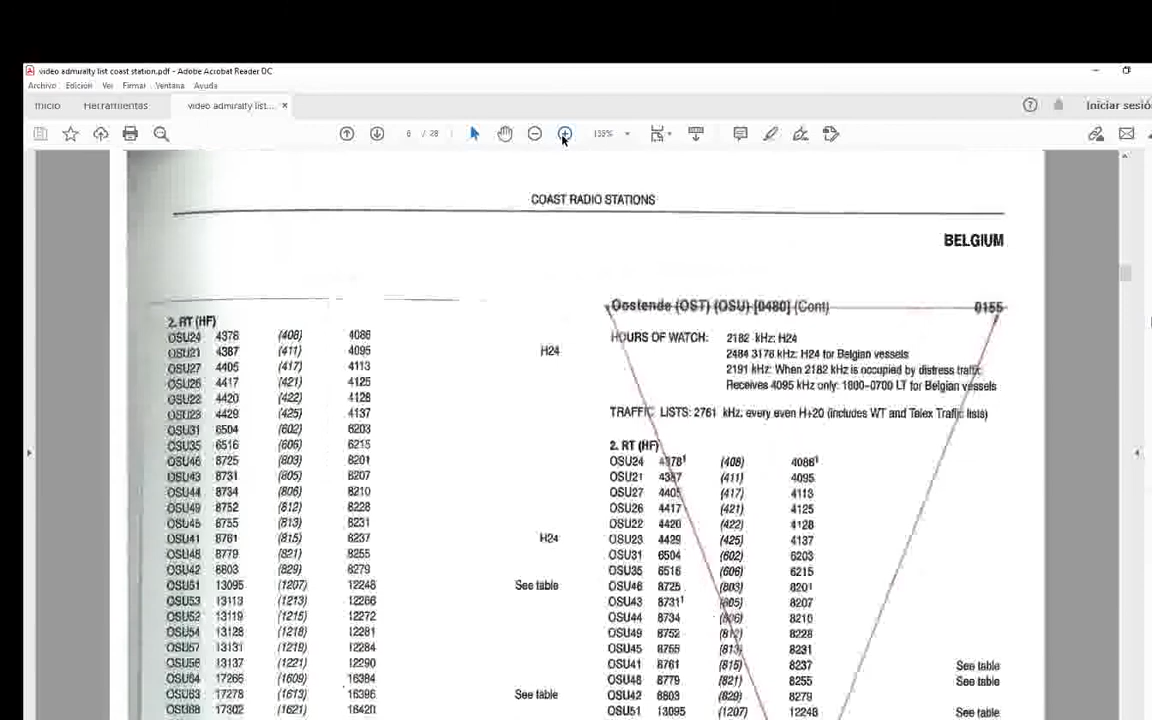 video admiralty list coast station.pdf - Adobe Acrobat Reader DC
Archivo Edición Ver Firmar Ventana Ayuda
Inicio Herramientas video admiralty list... × Iniciar sesió
6 / 28 135%
COAST RADIO STATIONS
BELGIUM
2. RT (HF)
OSU24 4376 (408) 4086
OSU21 4387 (411) 4095 H24
OSU27 4405 (417) 4113
OSU26 4417 (421) 4125
OSU22 4420 (422) 4128
OSU23 4429 (425) 4137
OSU31 6504 (602) 6203
OSU35 6516 (606) 6215
OSU46 8725 (803) 8201
OSU43 8731 (805) 8207
OSU44 8734 (806) 8210
OSU49 8752 (812) 8228
OSU45 8755 (813) 8231
OSU41 8761 (815) 8237 H24
OSU48 8779 (821) 8255
OSU42 8803 (829) 8279
OSU51 13095 (1207) 12248 See table
OSU53 13113 (1213) 12266
OSU52 13119 (1215) 12272
OSU54 13128 (1218) 12281
OSU57 13131 (1219) 12284
OSU56 13137 (1221) 12290
OSU64 17266 (1609) 16384
OSU63 17278 (1613) 16396 See table
OSU68 17302 (1621) 16420
Oostende (OST) (OSU) [0480] (Cont) 0155
HOURS OF WATCH: 2182 kHz: H24
2484 3178 kHz: H24 for Belgian vessels
2191 kHz: When 2182 kHz is occupied by distress traffic
Receives 4095 kHz only: 1800–0700 LT for Belgian vessels
TRAFFIC LISTS: 2761 kHz: every even H+20 (includes WT and Telex Traffic lists)
2. RT (HF)
OSU24 4378¹ (408) 4086¹
OSU21 4387 (411) 4095
OSU27 4405 (417) 4113
OSU26 4417 (421) 4125
OSU22 4420 (422) 4128
OSU23 4429 (425) 4137
OSU31 6504 (602) 6203
OSU35 6516 (606) 6215
OSU46 8725 (803) 8201
OSU43 8731¹ (805) 8207
OSU44 8734 (806) 8210
OSU49 8752 (812) 8228
OSU45 8755 (813) 8231
OSU41 8761 (815) 8237 See table
OSU48 8779 (821) 8255 See table
OSU42 8803 (829) 8279
OSU51 13095 (1207) 12248 See table